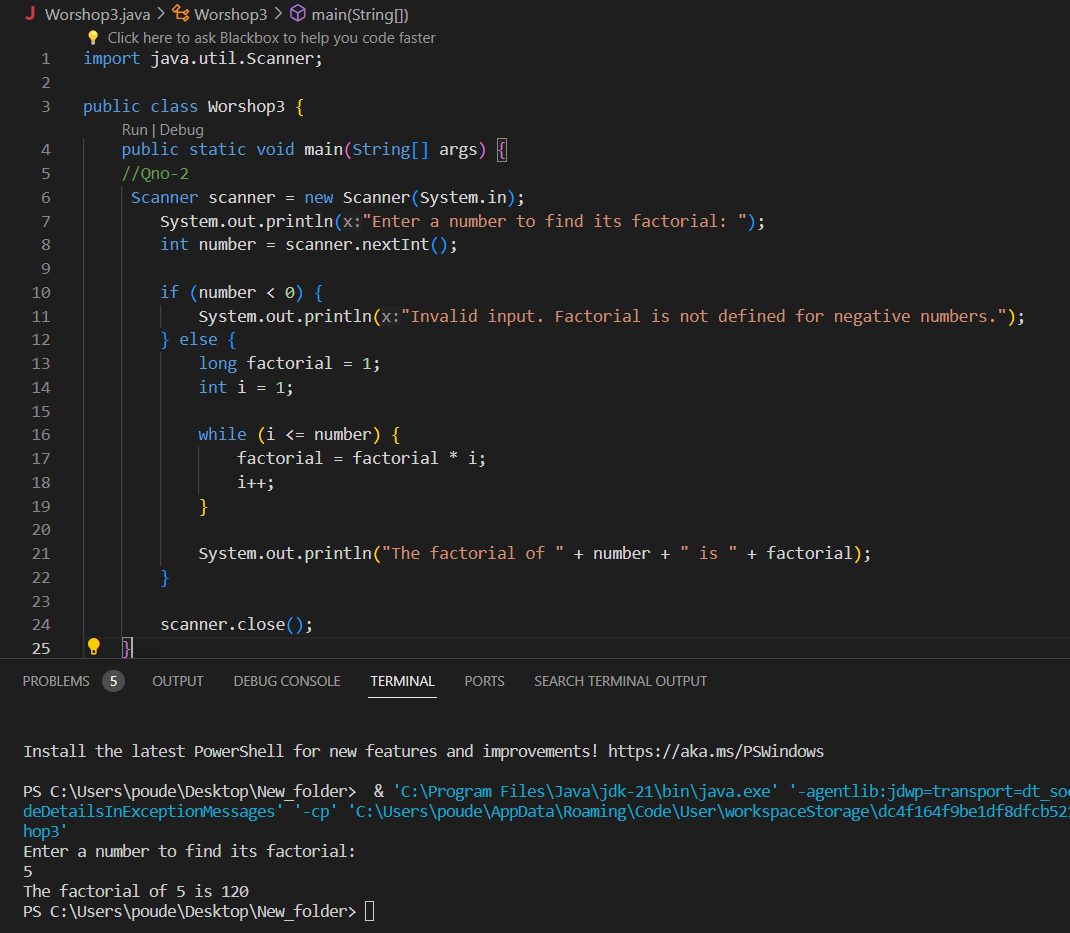 Worshop3.java > Worshop3 > main(String[])
Click here to ask Blackbox to help you code faster
1 import java.util.Scanner;
2
3 public class Worshop3 {
Run | Debug
4 public static void main(String[] args) {
5 //Qno-2
6 Scanner scanner = new Scanner(System.in);
7 System.out.println(x:"Enter a number to find its factorial: ");
8 int number = scanner.nextInt();
9
10 if (number < 0) {
11 System.out.println(x:"Invalid input. Factorial is not defined for negative numbers.");
12 } else {
13 long factorial = 1;
14 int i = 1;
15
16 while (i <= number) {
17 factorial = factorial * i;
18 i++;
19 }
20
21 System.out.println("The factorial of " + number + " is " + factorial);
22 }
23
24 scanner.close();
25 }
PROBLEMS 5 OUTPUT DEBUG CONSOLE TERMINAL PORTS SEARCH TERMINAL OUTPUT
Install the latest PowerShell for new features and improvements! https://aka.ms/PSWindows
PS C:\Users\poude\Desktop\New_folder>  & 'C:\Program Files\Java\jdk-21\bin\java.exe' '-agentlib:jdwp=transport=dt_soc
deDetailsInExceptionMessages' '-cp' 'C:\Users\poude\AppData\Roaming\Code\User\workspaceStorage\dc4f164f9be1df8dfcb521
hop3'
Enter a number to find its factorial:
5
The factorial of 5 is 120
PS C:\Users\poude\Desktop\New_folder>